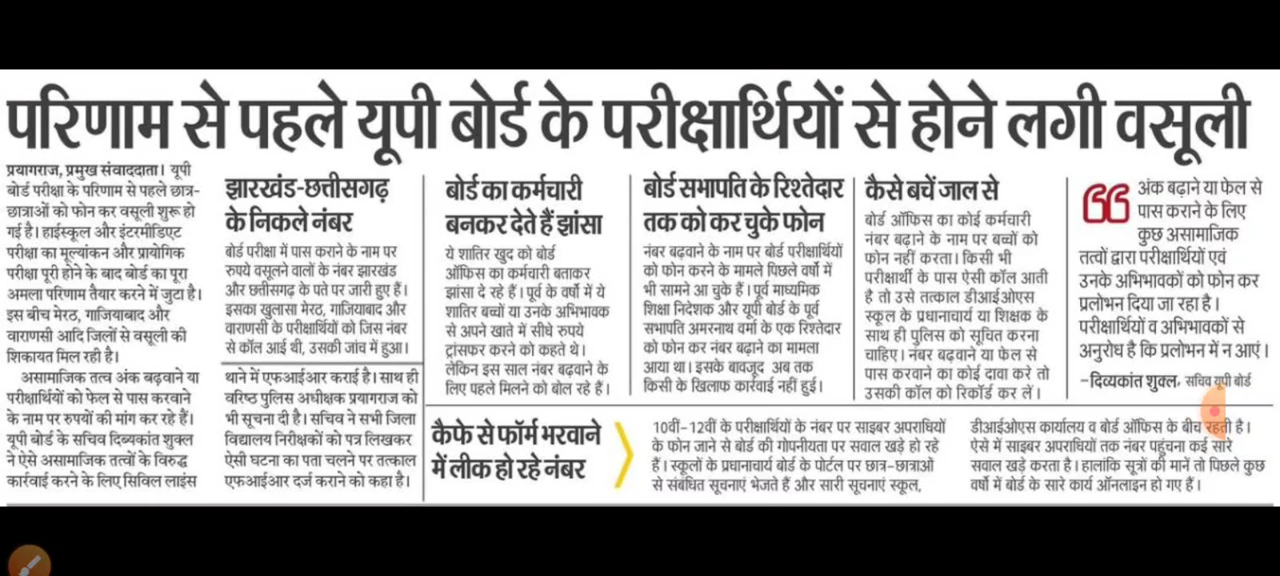 परिणाम से पहले यूपी बोर्ड के परीक्षार्थियों से होने लगी वसूली
प्रयागराज, प्रमुख संवाददाता। यूपी
बोर्ड परीक्षा के परिणाम से पहले छात्र-
छात्राओं को फोन कर वसूली शुरू हो
गई है। हाईस्कूल और इंटरमीडिएट
परीक्षा का मूल्यांकन और प्रायोगिक
परीक्षा पूरी होने के बाद बोर्ड का पूरा
अमला परिणाम तैयार करने में जुटा है।
इस बीच मेरठ, गाजियाबाद और
वाराणसी आदि जिलों से वसूली की
शिकायत मिल रही है।
असामाजिक तत्व अंक बढ़वाने या
परीक्षार्थियों को फेल से पास करवाने
के नाम पर रुपयों की मांग कर रहे हैं।
यूपी बोर्ड के सचिव दिब्यकांत शुक्ल
ने ऐसे असामाजिक तत्वों के विरुद्ध
कार्रवाई करने के लिए सिविल लाइंस
थाने में एफआईआर कराई है। साथ ही
वरिष्ठ पुलिस अधीक्षक प्रयागराज को
भी सूचना दी है। सचिव ने सभी जिला
विद्यालय निरीक्षकों को पत्र लिखकर
ऐसी घटना का पता चलने पर तत्काल
एफआईआर दर्ज कराने को कहा है।
झारखंड-छत्तीसगढ़
के निकले नंबर
बोर्ड परीक्षा में पास कराने के नाम पर
रुपये वसूलने वालों के नंबर झारखंड
और छत्तीसगढ़ के पते पर जारी हुए हैं।
इसका खुलासा मेरठ, गाजियाबाद और
वाराणसी के परीक्षार्थियों को जिस नंबर
से कॉल आई थी, उसकी जांच में हुआ।
बोर्ड का कर्मचारी
बनकर देते हैं झांसा
ये शातिर खुद को बोर्ड
ऑफिस का कर्मचारी बताकर
झांसा दे रहे हैं। पूर्व के वर्षों में ये
शातिर बच्चों या उनके अभिभावक
से अपने खाते में सीधे रुपये
ट्रांसफर करने को कहते थे।
लेकिन इस साल नंबर बढ़वाने के
लिए पहले मिलने को बोल रहे हैं।
बोर्ड सभापति के रिश्तेदार
तक को कर चुके फोन
नंबर बढ़वाने के नाम पर बोर्ड परीक्षार्थियों
को फोन करने के मामले पिछले वर्षों में
भी सामने आ चुके हैं। पूर्व माध्यमिक
शिक्षा निदेशक और यूपी बोर्ड के पूर्व
सभापति अमरनाथ वर्मा के एक रिश्तेदार
को फोन कर नंबर बढ़ाने का मामला
आया था। इसके बावजूद अब तक
किसी के खिलाफ कार्रवाई नहीं हुई।
कैसे बचें जाल से
बोर्ड ऑफिस का कोई कर्मचारी
नंबर बढ़ाने के नाम पर बच्चों को
फोन नहीं करता। किसी भी
परीक्षार्थी के पास ऐसी कॉल आती
है तो उसे तत्काल डीआईओएस
स्कूल के प्रधानाचार्य या शिक्षक के
साथ ही पुलिस को सूचित करना
चाहिए। नंबर बढ़वाने या फेल से
पास करवाने का कोई दावा करे तो
उसकी कॉल को रिकॉर्ड कर लें।
अंक बढ़ाने या फेल से
पास कराने के लिए
कुछ असामाजिक
तत्वों द्वारा परीक्षार्थियों एवं
उनके अभिभावकों को फोन कर
प्रलोभन दिया जा रहा है।
परीक्षार्थियों व अभिभावकों से
अनुरोध है कि प्रलोभन में न आएं।
-दिव्यकांत शुक्ल, सचिव यूपी बोर्ड
कैफे से फॉर्म भरवाने
में लीक हो रहे नंबर
10वीं-12वीं के परीक्षार्थियों के नंबर पर साइबर अपराधियों
के फोन जाने से बोर्ड की गोपनीयता पर सवाल खड़े हो रहे
हैं। स्कूलों के प्रधानाचार्य बोर्ड के पोर्टल पर छात्र-छात्राओं
से संबंधित सूचनाएं भेजते हैं और सारी सूचनाएं स्कूल,
डीआईओएस कार्यालय व बोर्ड ऑफिस के बीच रहती है।
ऐसे में साइबर अपराधियों तक नंबर पहुंचना कई सारे
सवाल खड़े करता है। हालांकि सूत्रों की मानें तो पिछले कुछ
वर्षों में बोर्ड के सारे कार्य ऑनलाइन हो गए हैं।